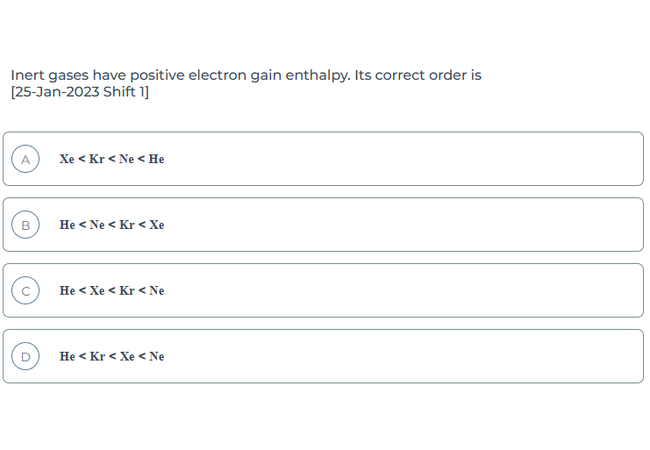 Inert gases have positive electron gain enthalpy. Its correct order is
[25-Jan-2023 Shift 1]
A Xe < Kr < Ne < He
B He < Ne < Kr < Xe
C He < Xe < Kr < Ne
D He < Kr < Xe < Ne